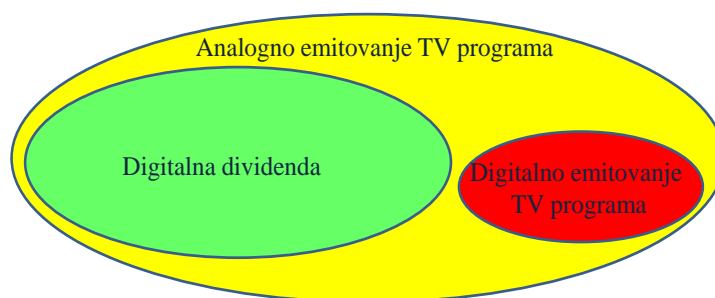 Analogno emitovanje TV programa
Digitalna dividenda
Digitalno emitovanje
TV programa